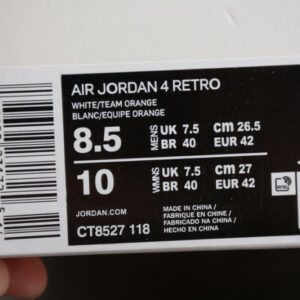 AIR JORDAN 4 RETRO
WHITE/TEAM ORANGE
BLANC/EQUIPE ORANGE
8.5 MENS UK 7.5 cm 26.5
BR 40 EUR 42
10 WMNS UK 7.5 cm 27
BR 40 EUR 42
JORDAN.COM
MADE IN CHINA /
FABRIQUE EN CHINE /
FABRICADO NA CHINA /
HECHO EN CHINA
CT8527 118